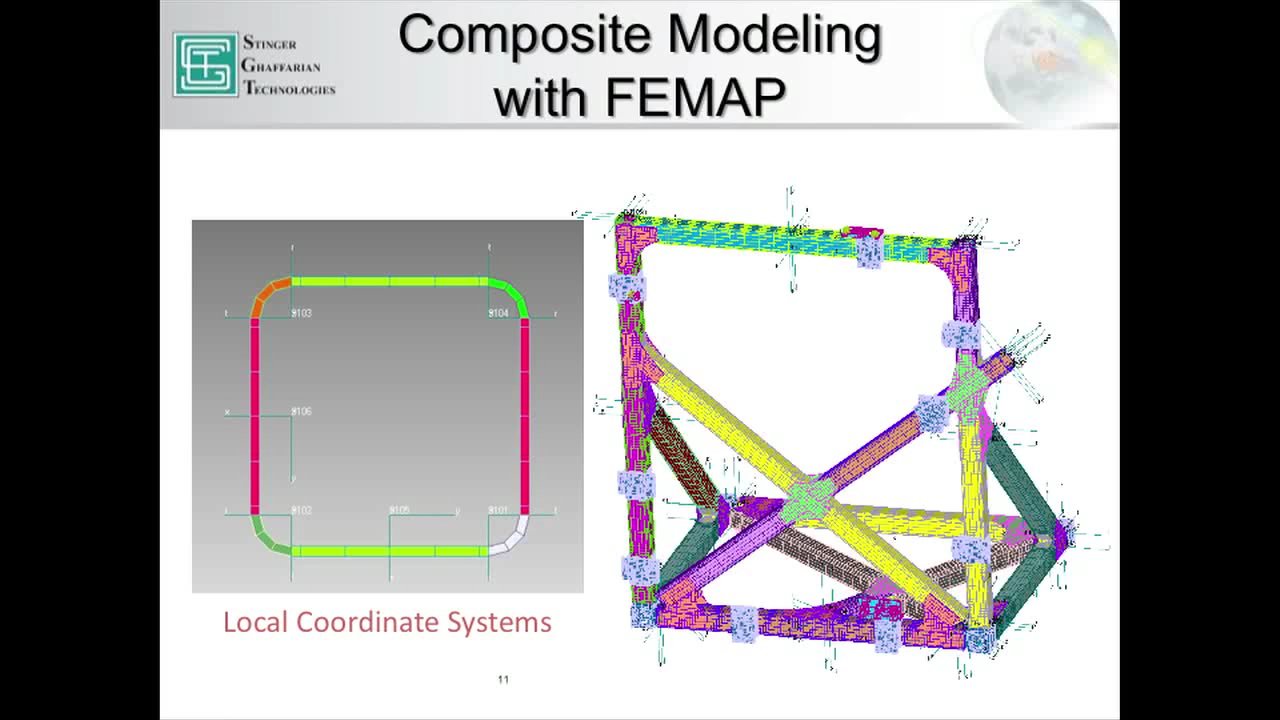 Composite Modeling
with FEMAP
STINGER
GHAFFARIAN
TECHNOLOGIES
9103
9104
9106
9102
9105
9101
x
y
y
Local Coordinate Systems
11